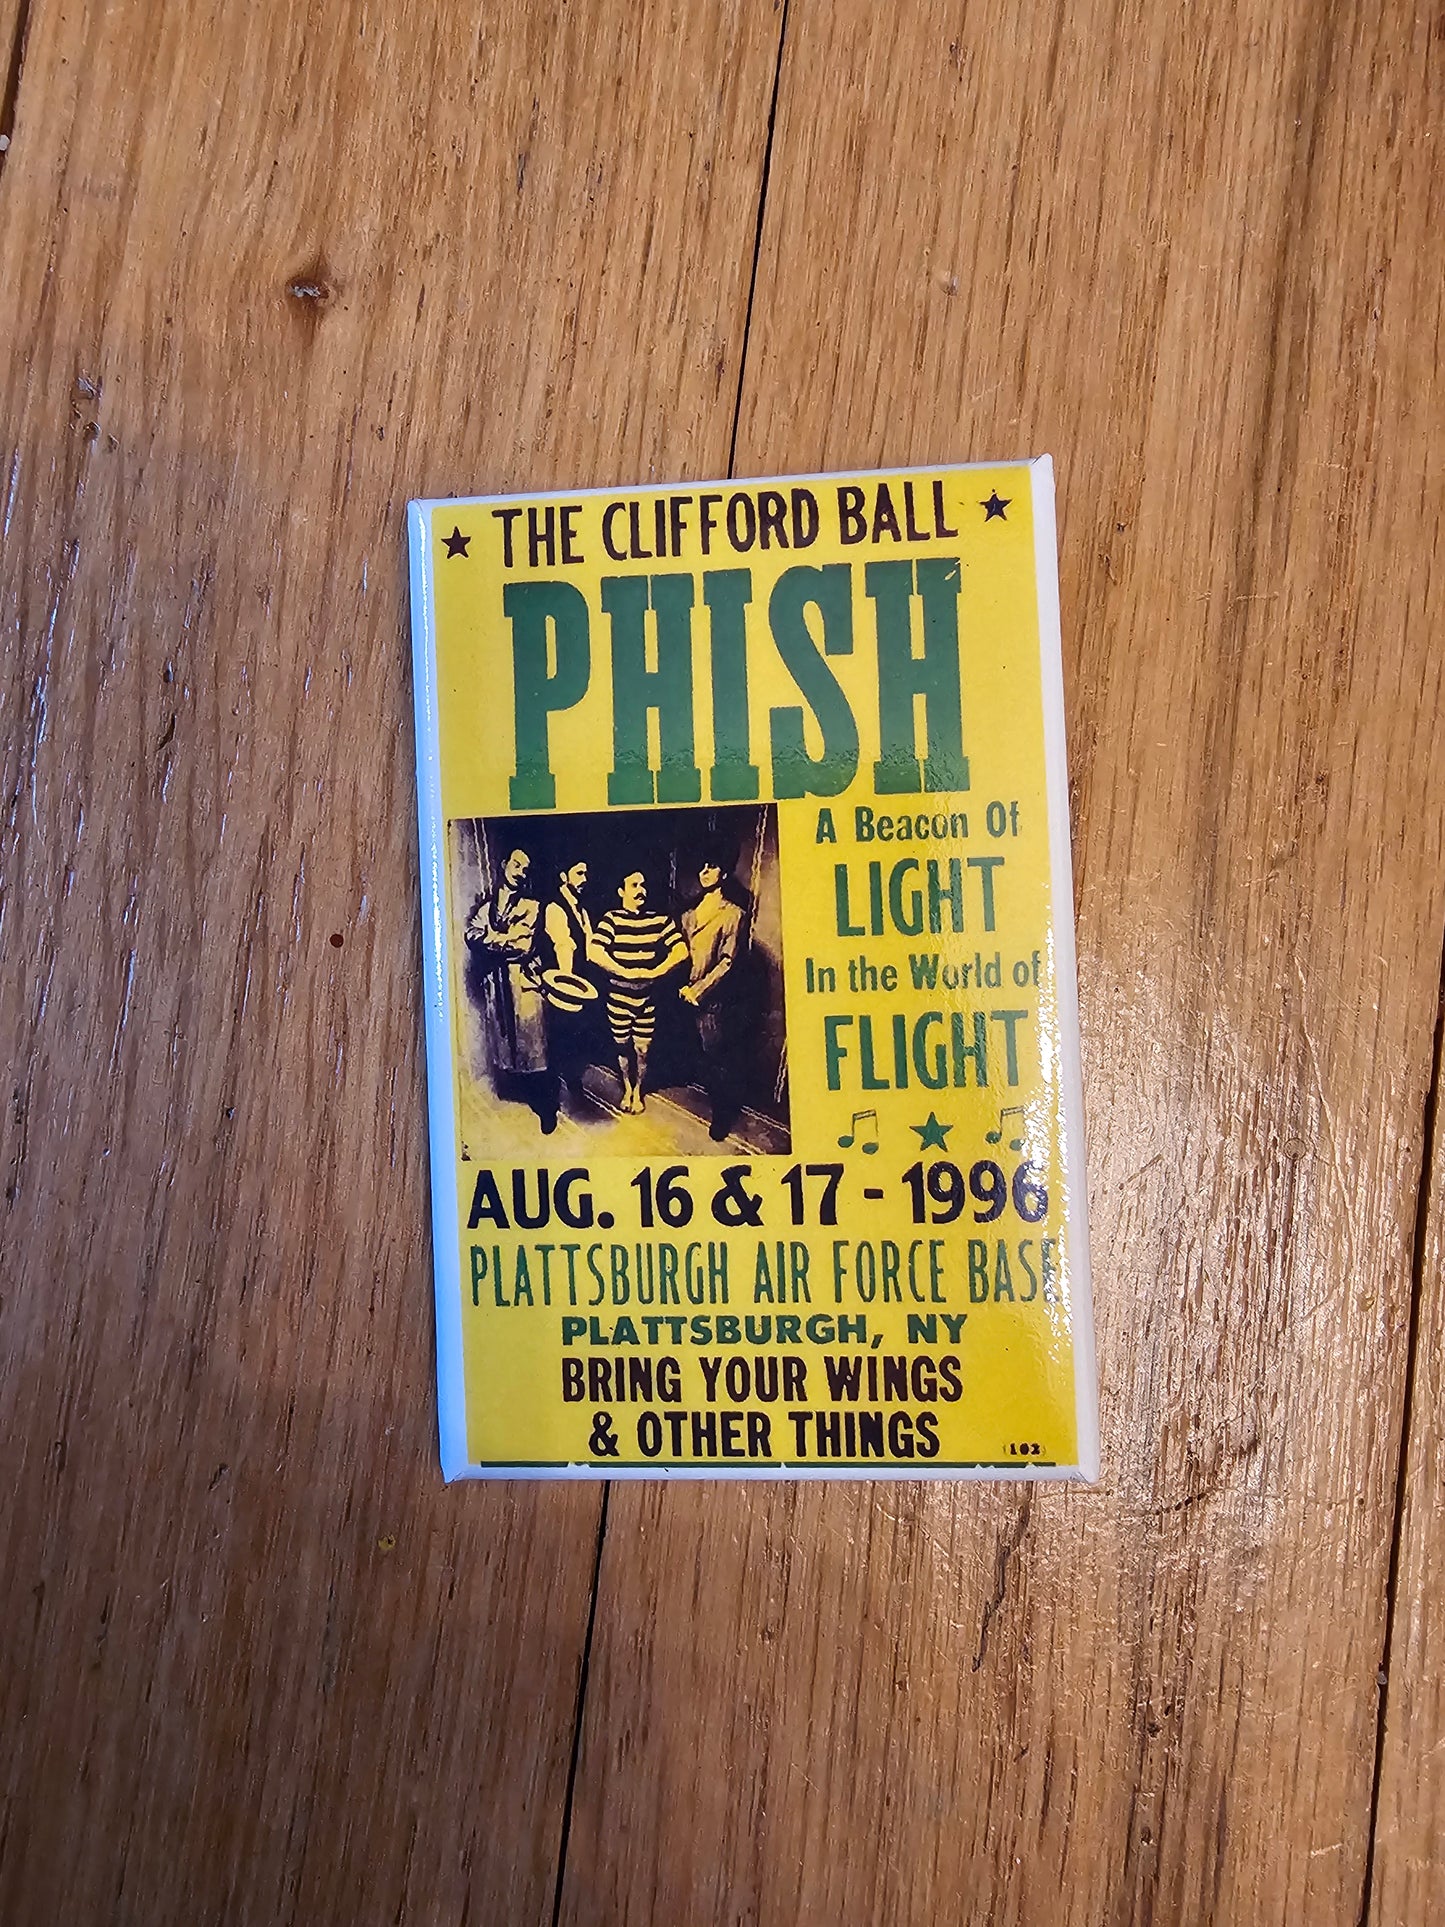 ★ THE CLIFFORD BALL ★
PHISH
A Beacon Of
LIGHT
In the World of
FLIGHT
AUG. 16 & 17 - 1996
PLATTSBURGH AIR FORCE BASE
PLATTSBURGH, NY
BRING YOUR WINGS
& OTHER THINGS
(102)